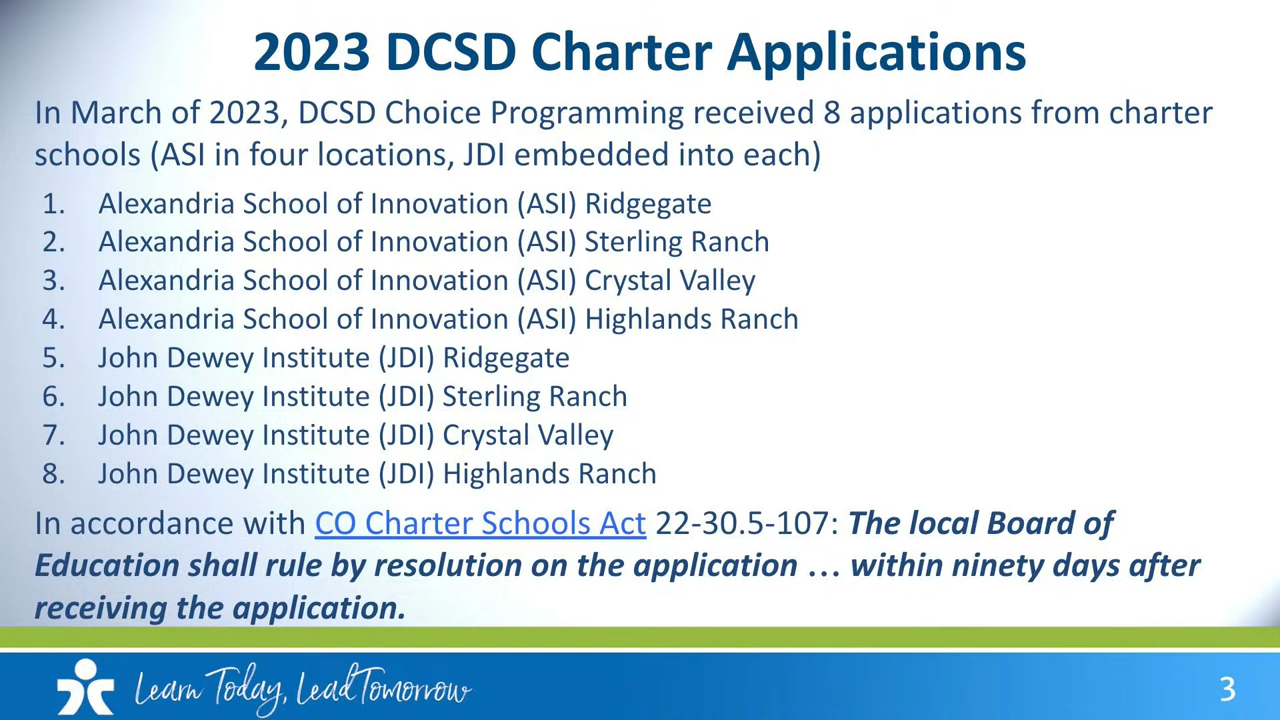 2023 DCSD Charter Applications
In March of 2023, DCSD Choice Programming received 8 applications from charter
schools (ASI in four locations, JDI embedded into each)
1. Alexandria School of Innovation (ASI) Ridgegate
2. Alexandria School of Innovation (ASI) Sterling Ranch
3. Alexandria School of Innovation (ASI) Crystal Valley
4. Alexandria School of Innovation (ASI) Highlands Ranch
5. John Dewey Institute (JDI) Ridgegate
6. John Dewey Institute (JDI) Sterling Ranch
7. John Dewey Institute (JDI) Crystal Valley
8. John Dewey Institute (JDI) Highlands Ranch
In accordance with CO Charter Schools Act 22-30.5-107: The local Board of
Education shall rule by resolution on the application … within ninety days after
receiving the application.
Learn Today, Lead Tomorrow
3